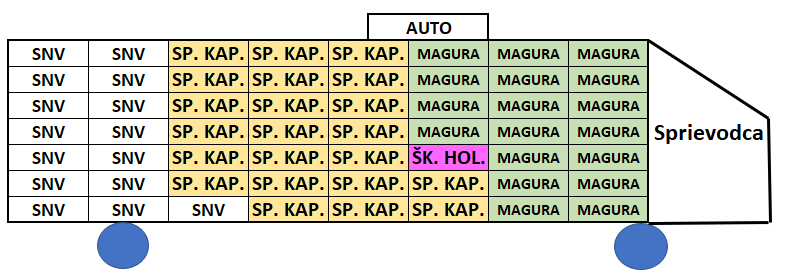 AUTO
SNV SNV SP. KAP. SP. KAP. SP. KAP. MAGURA MAGURA MAGURA
SNV SNV SP. KAP. SP. KAP. SP. KAP. MAGURA MAGURA MAGURA
SNV SNV SP. KAP. SP. KAP. SP. KAP. MAGURA MAGURA MAGURA
SNV SNV SP. KAP. SP. KAP. SP. KAP. MAGURA MAGURA MAGURA
Sprievodca
SNV SNV SP. KAP. SP. KAP. SP. KAP. ŠK. HOL. MAGURA MAGURA
SNV SNV SP. KAP. SP. KAP. SP. KAP. SP. KAP. MAGURA MAGURA
SNV SNV SNV SP. KAP. SP. KAP. SP. KAP. MAGURA MAGURA